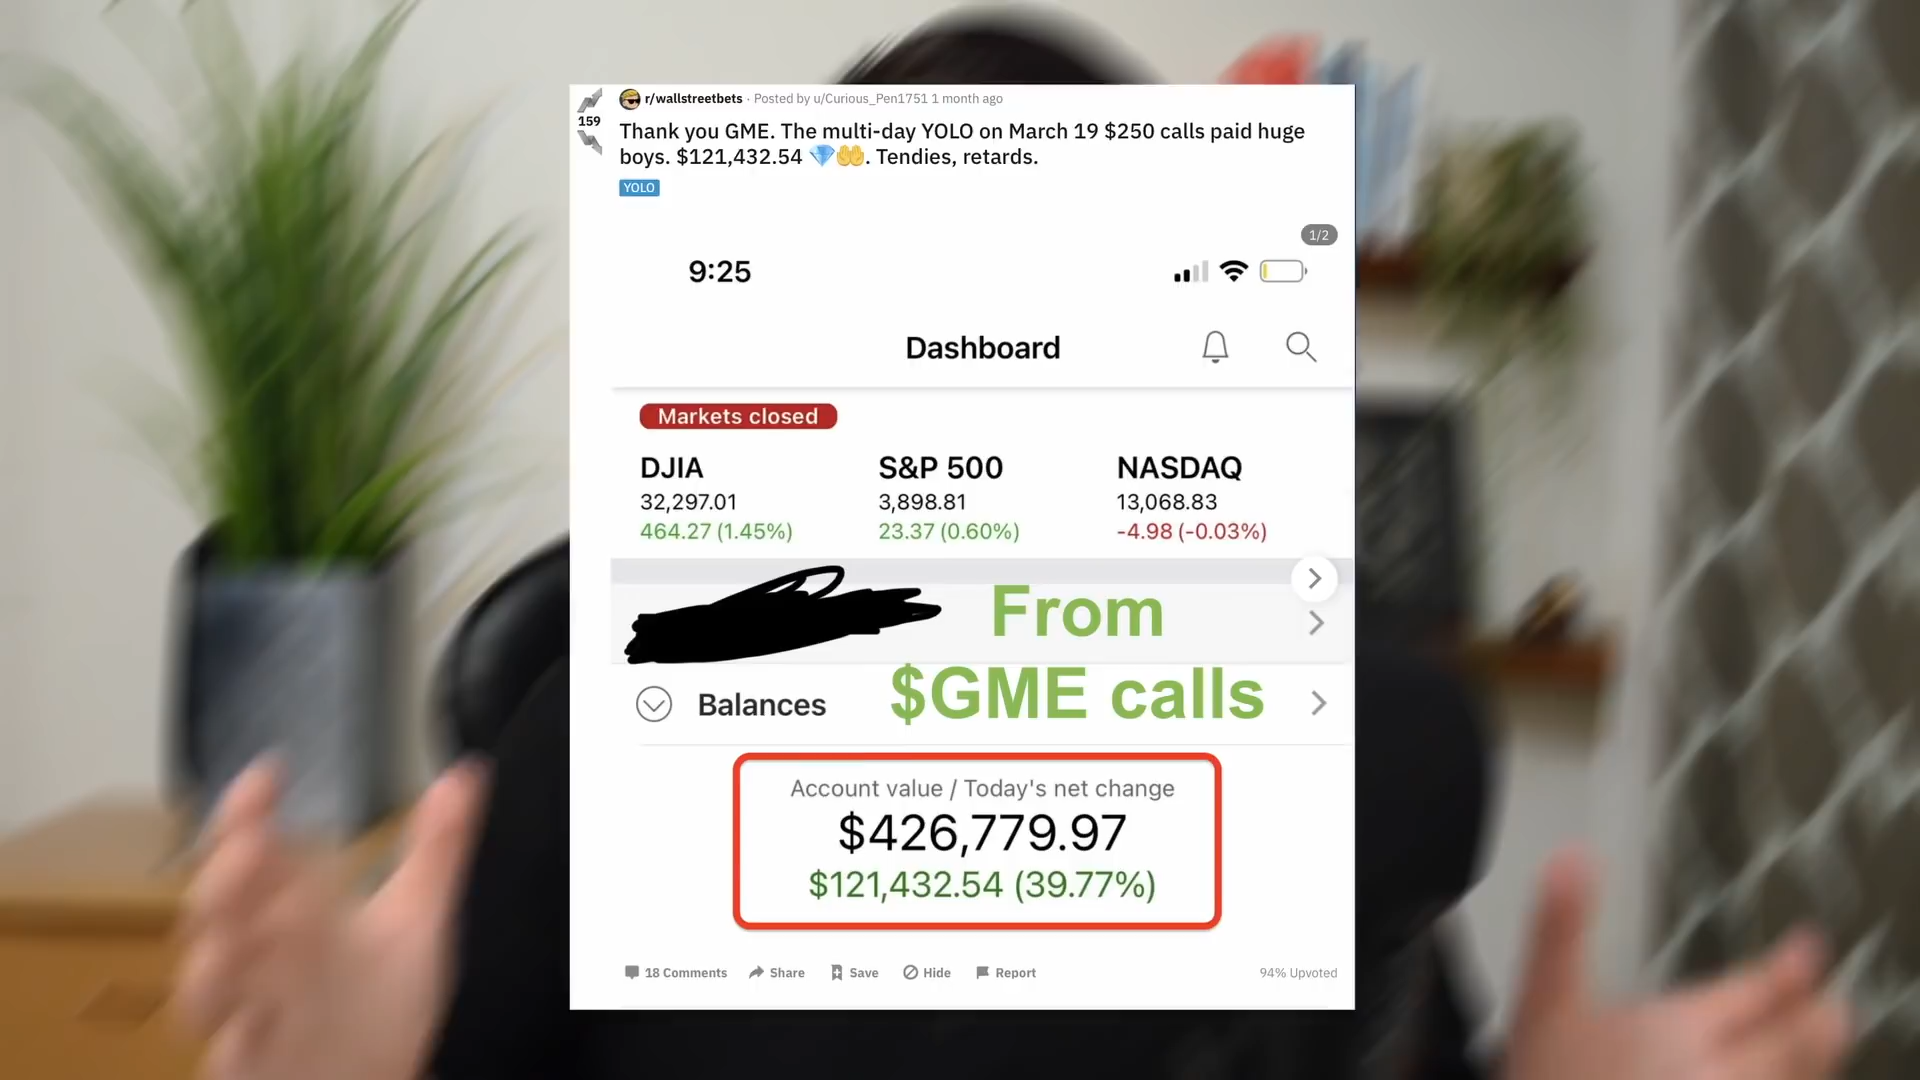 r/wallstreetbets · Posted by u/Curious_Pen1751 1 month ago
159
Thank you GME. The multi-day YOLO on March 19 $250 calls paid huge
boys. $121,432.54 💎👐. Tendies, retards.
YOLO
1/2
9:25
Dashboard
Markets closed
DJIA S&P 500 NASDAQ
32,297.01 3,898.81 13,068.83
464.27 (1.45%) 23.37 (0.60%) -4.98 (-0.03%)
From
$GME calls
Balances
Account value / Today's net change
$426,779.97
$121,432.54 (39.77%)
18 Comments Share Save Hide Report 94% Upvoted